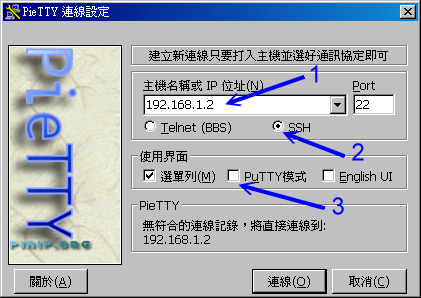 PieTTY 連線設定
建立新連線只要打入主機並選好通訊協定即可
主機名稱或 IP 位址(N)
1
Port
192.168.1.2
22
Telnet (BBS)
SSH
2
使用界面
選單列(M)
PuTTY模式
English UI
3
PieTTY
無符合的連線記錄，將直接連線到:
192.168.1.2
PieTTY
PIAIP.ORG
關於(A)
連線(O)
取消(C)